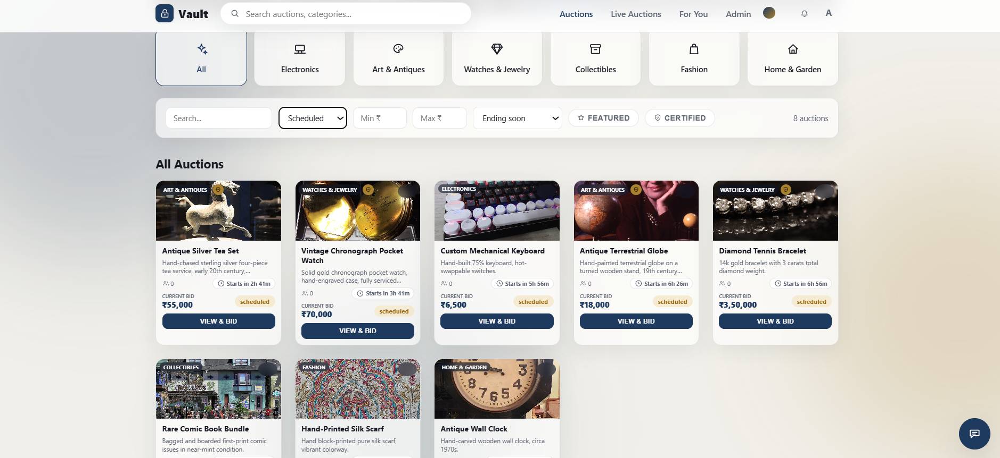 Vault
Search auctions, categories...
Auctions
Live Auctions
For You
Admin
A
All
Electronics
Art & Antiques
Watches & Jewelry
Collectibles
Fashion
Home & Garden
Search...
Scheduled
Min ₹
Max ₹
Ending soon
FEATURED
CERTIFIED
8 auctions
All Auctions
ART & ANTIQUES
Antique Silver Tea Set
Hand-chased sterling silver four-piece
tea service, early 20th century,...
0
Starts in 2h 41m
CURRENT BID
₹55,000
scheduled
VIEW & BID
WATCHES & JEWELRY
Vintage Chronograph Pocket
Watch
Solid gold chronograph pocket watch,
hand-engraved case, fully serviced...
0
Starts in 3h 41m
CURRENT BID
₹70,000
scheduled
VIEW & BID
ELECTRONICS
Custom Mechanical Keyboard
Hand-built 75% keyboard, hot-
swappable switches.
0
Starts in 5h 56m
CURRENT BID
₹6,500
scheduled
VIEW & BID
ART & ANTIQUES
Antique Terrestrial Globe
Hand-painted terrestrial globe on a
turned wooden stand, 19th century...
0
Starts in 6h 26m
CURRENT BID
₹18,000
scheduled
VIEW & BID
WATCHES & JEWELRY
Diamond Tennis Bracelet
14k gold bracelet with 3 carats total
diamond weight.
0
Starts in 6h 56m
CURRENT BID
₹3,50,000
scheduled
VIEW & BID
COLLECTIBLES
Rare Comic Book Bundle
Bagged and boarded first-print comic
issues in near-mint condition.
FASHION
Hand-Printed Silk Scarf
Hand block-printed pure silk scarf,
vibrant colorway.
HOME & GARDEN
3
4
5
6
7
8
Antique Wall Clock
Hand-carved wooden wall clock, circa
1970s.